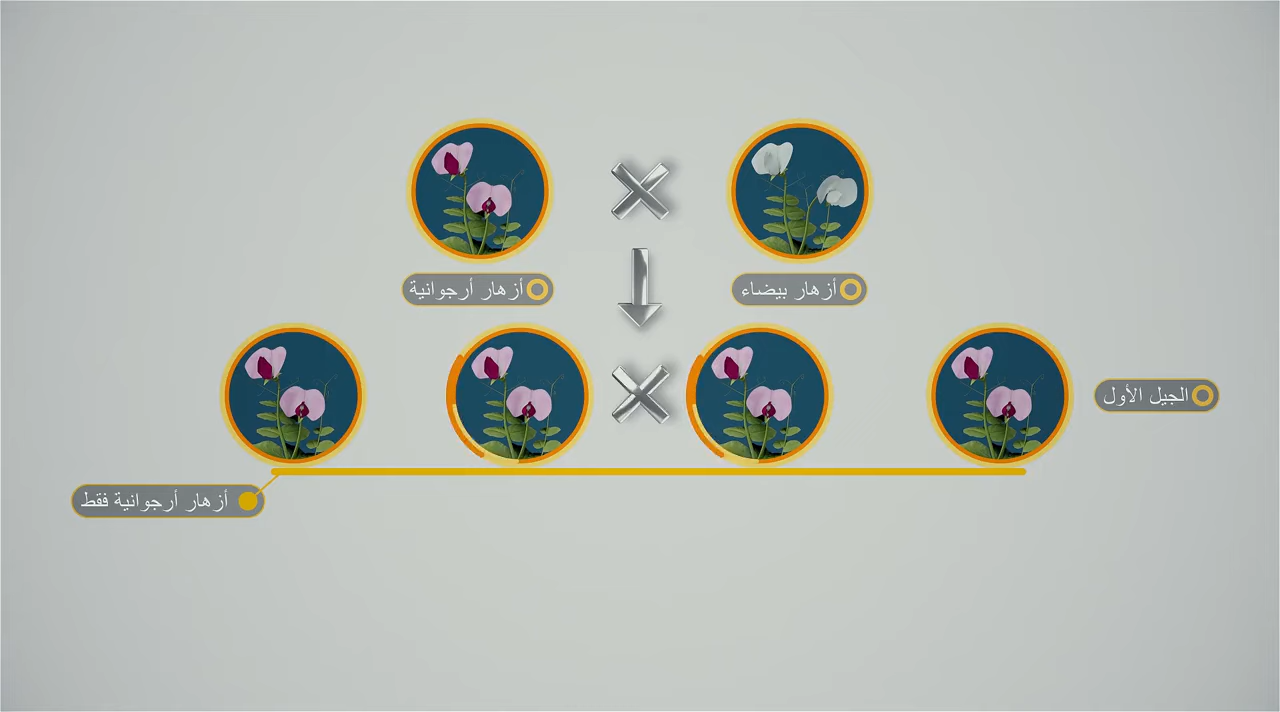 أزهار بيضاء
أزهار أرجوانية
الجيل الأول
أزهار أرجوانية فقط